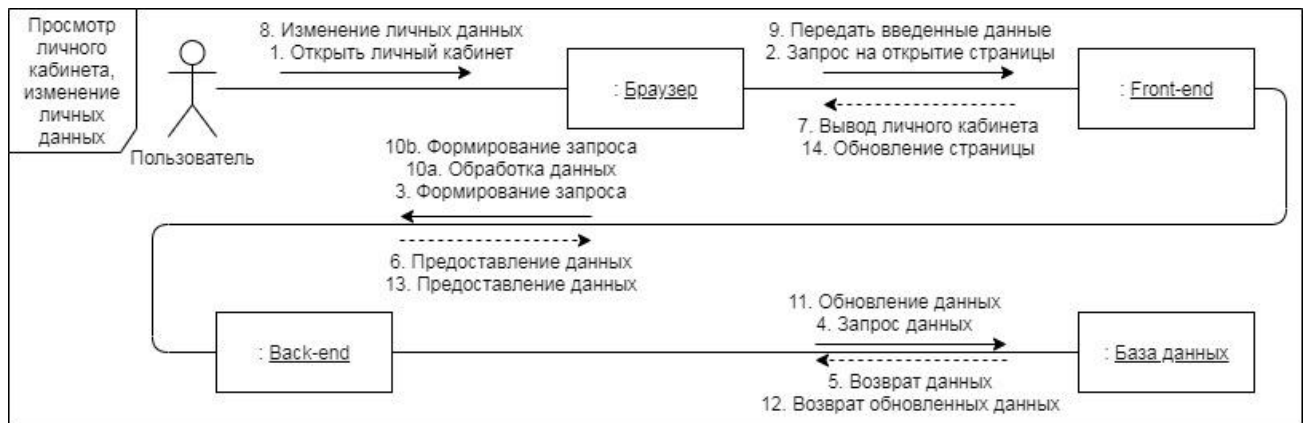 Просмотр
личного
кабинета,
изменение
личных
данных
Пользователь
8. Изменение личных данных
1. Открыть личный кабинет
: Браузер
9. Передать введенные данные
2. Запрос на открытие страницы
: Front-end
7. Вывод личного кабинета
14. Обновление страницы
10b. Формирование запроса
10a. Обработка данных
3. Формирование запроса
6. Предоставление данных
13. Предоставление данных
: Back-end
11. Обновление данных
4. Запрос данных
: База данных
5. Возврат данных
12. Возврат обновленных данных